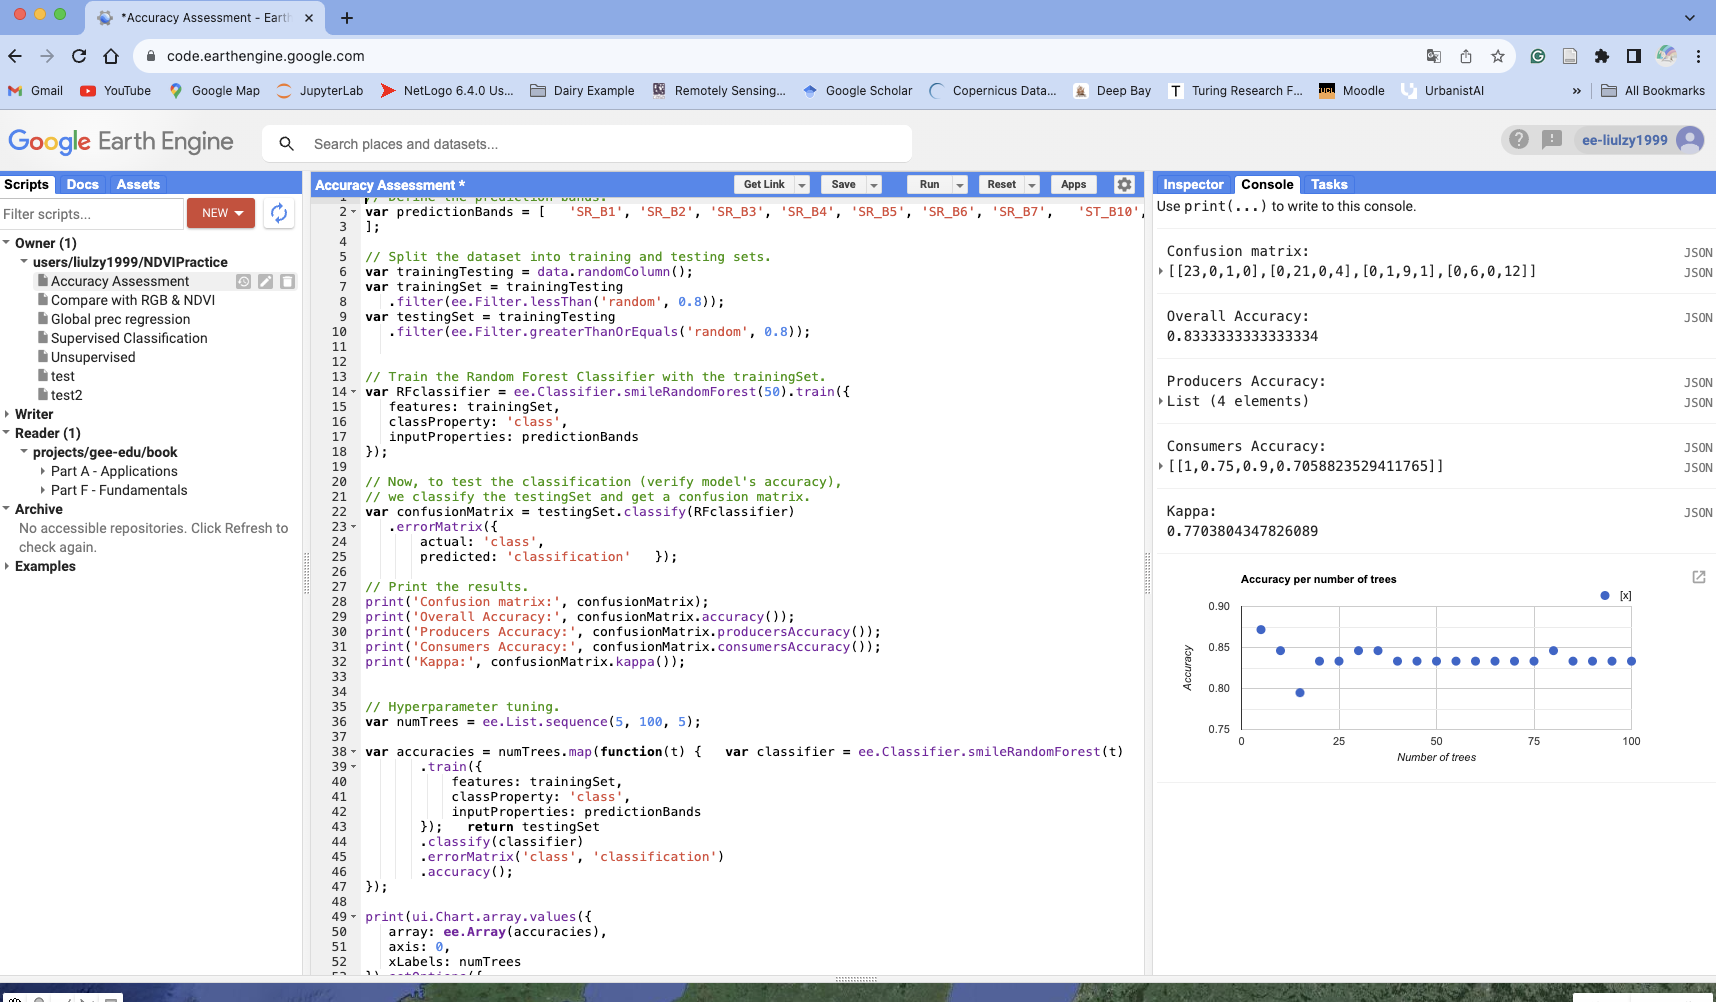 *Accuracy Assessment - Earth
code.earthengine.google.com
Gmail
YouTube
Google Map
JupyterLab
NetLogo 6.4.0 Us...
Dairy Example
Remotely Sensing...
Google Scholar
Copernicus Data...
Deep Bay
Turing Research F...
Moodle
UrbanistAI
»
All Bookmarks
Google Earth Engine
Search places and datasets...
ee-liulzy1999
Scripts Docs Assets
Filter scripts...
NEW
Owner (1)
users/liulzy1999/NDVIPractice
Accuracy Assessment
Compare with RGB & NDVI
Global prec regression
Supervised Classification
Unsupervised
test
test2
Writer
Reader (1)
projects/gee-edu/book
Part A - Applications
Part F - Fundamentals
Archive
No accessible repositories. Click Refresh to
check again.
Examples
Accuracy Assessment *
Get Link Save Run Reset Apps
1 // Define the prediction bands.
2 var predictionBands = [   'SR_B1', 'SR_B2', 'SR_B3', 'SR_B4', 'SR_B5', 'SR_B6', 'SR_B7',   'ST_B10',
3 ];
4
5 // Split the dataset into training and testing sets.
6 var trainingTesting = data.randomColumn();
7 var trainingSet = trainingTesting
8    .filter(ee.Filter.lessThan('random', 0.8));
9 var testingSet = trainingTesting
10    .filter(ee.Filter.greaterThanOrEquals('random', 0.8));
11
12
13 // Train the Random Forest Classifier with the trainingSet.
14 var RFclassifier = ee.Classifier.smileRandomForest(50).train({
15    features: trainingSet,
16    classProperty: 'class',
17    inputProperties: predictionBands
18 });
19
20 // Now, to test the classification (verify model's accuracy),
21 // we classify the testingSet and get a confusion matrix.
22 var confusionMatrix = testingSet.classify(RFclassifier)
23    .errorMatrix({
24        actual: 'class',
25        predicted: 'classification'   });
26
27 // Print the results.
28 print('Confusion matrix:', confusionMatrix);
29 print('Overall Accuracy:', confusionMatrix.accuracy());
30 print('Producers Accuracy:', confusionMatrix.producersAccuracy());
31 print('Consumers Accuracy:', confusionMatrix.consumersAccuracy());
32 print('Kappa:', confusionMatrix.kappa());
33
34
35 // Hyperparameter tuning.
36 var numTrees = ee.List.sequence(5, 100, 5);
37
38 var accuracies = numTrees.map(function(t) {   var classifier = ee.Classifier.smileRandomForest(t)
39        .train({
40            features: trainingSet,
41            classProperty: 'class',
42            inputProperties: predictionBands
43        });   return testingSet
44        .classify(classifier)
45        .errorMatrix('class', 'classification')
46        .accuracy();
47 });
48
49 print(ui.Chart.array.values({
50    array: ee.Array(accuracies),
51    axis: 0,
52    xLabels: numTrees
53 }).setOptions({
Inspector Console Tasks
Use print(...) to write to this console.
Confusion matrix: JSON
[[23,0,1,0],[0,21,0,4],[0,1,9,1],[0,6,0,12]] JSON
Overall Accuracy: JSON
0.8333333333333334
Producers Accuracy: JSON
List (4 elements) JSON
Consumers Accuracy: JSON
[[1,0.75,0.9,0.7058823529411765]] JSON
Kappa: JSON
0.7703804347826089
Accuracy per number of trees
[x]
0.90
0.85
0.80
0.75
Accuracy
0 25 50 75 100
Number of trees